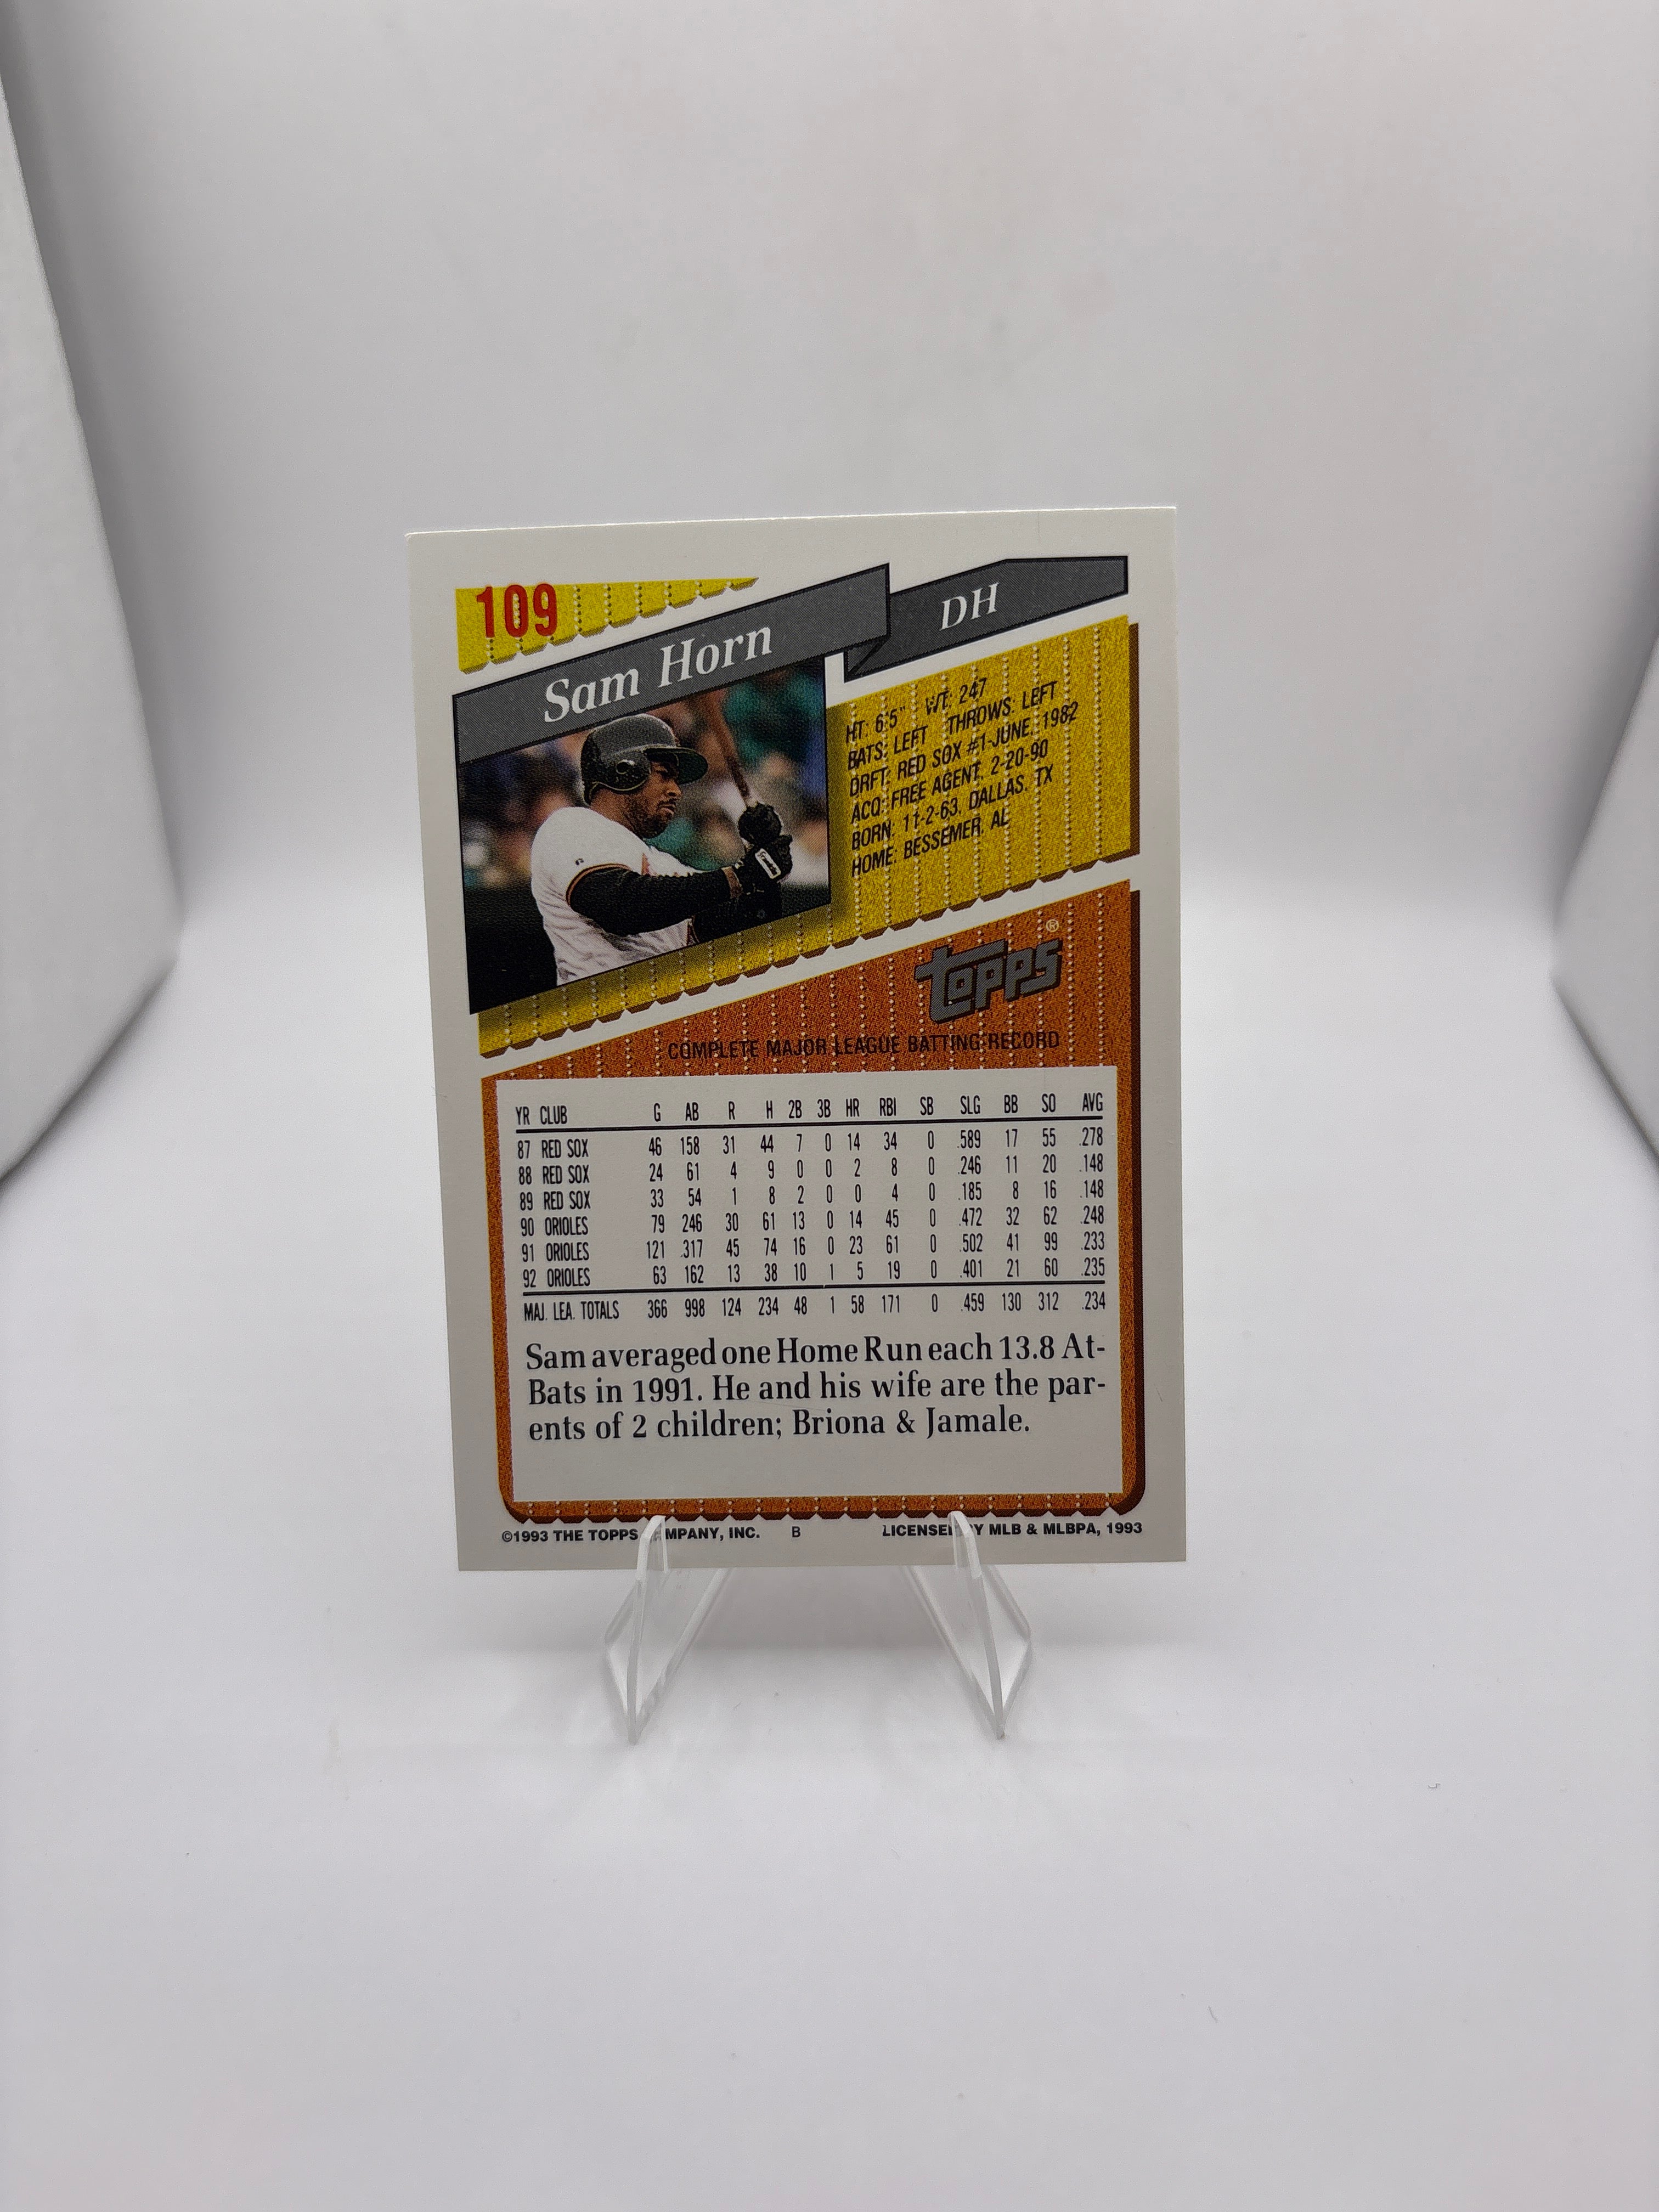 109
Sam Horn
DH
HT: 6'5" WT: 247
BATS: LEFT THROWS: LEFT
DRFT: RED SOX #1-JUNE, 1982
ACQ: FREE AGENT, 2-20-90
BORN: 11-2-63, DALLAS, TX
HOME: BESSEMER, AL
topps®
COMPLETE MAJOR LEAGUE BATTING RECORD
YR CLUB G AB R H 2B 3B HR RBI SB SLG BB SO AVG
87 RED SOX 46 158 31 44 7 0 14 34 0 .589 17 55 .278
88 RED SOX 24 61 4 9 0 0 2 8 0 .246 11 20 .148
89 RED SOX 33 54 1 8 2 0 0 4 0 .185 8 16 .148
90 ORIOLES 79 246 30 61 13 0 14 45 0 .472 32 62 .248
91 ORIOLES 121 .317 45 74 16 0 23 61 0 .502 41 99 .233
92 ORIOLES 63 162 13 38 10 1 5 19 0 .401 21 60 .235
MAJ. LEA. TOTALS 366 998 124 234 48 1 58 171 0 .459 130 312 .234
Sam averaged one Home Run each 13.8 At-
Bats in 1991. He and his wife are the par-
ents of 2 children; Briona & Jamale.
©1993 THE TOPPS COMPANY, INC. B LICENSED BY MLB & MLBPA, 1993